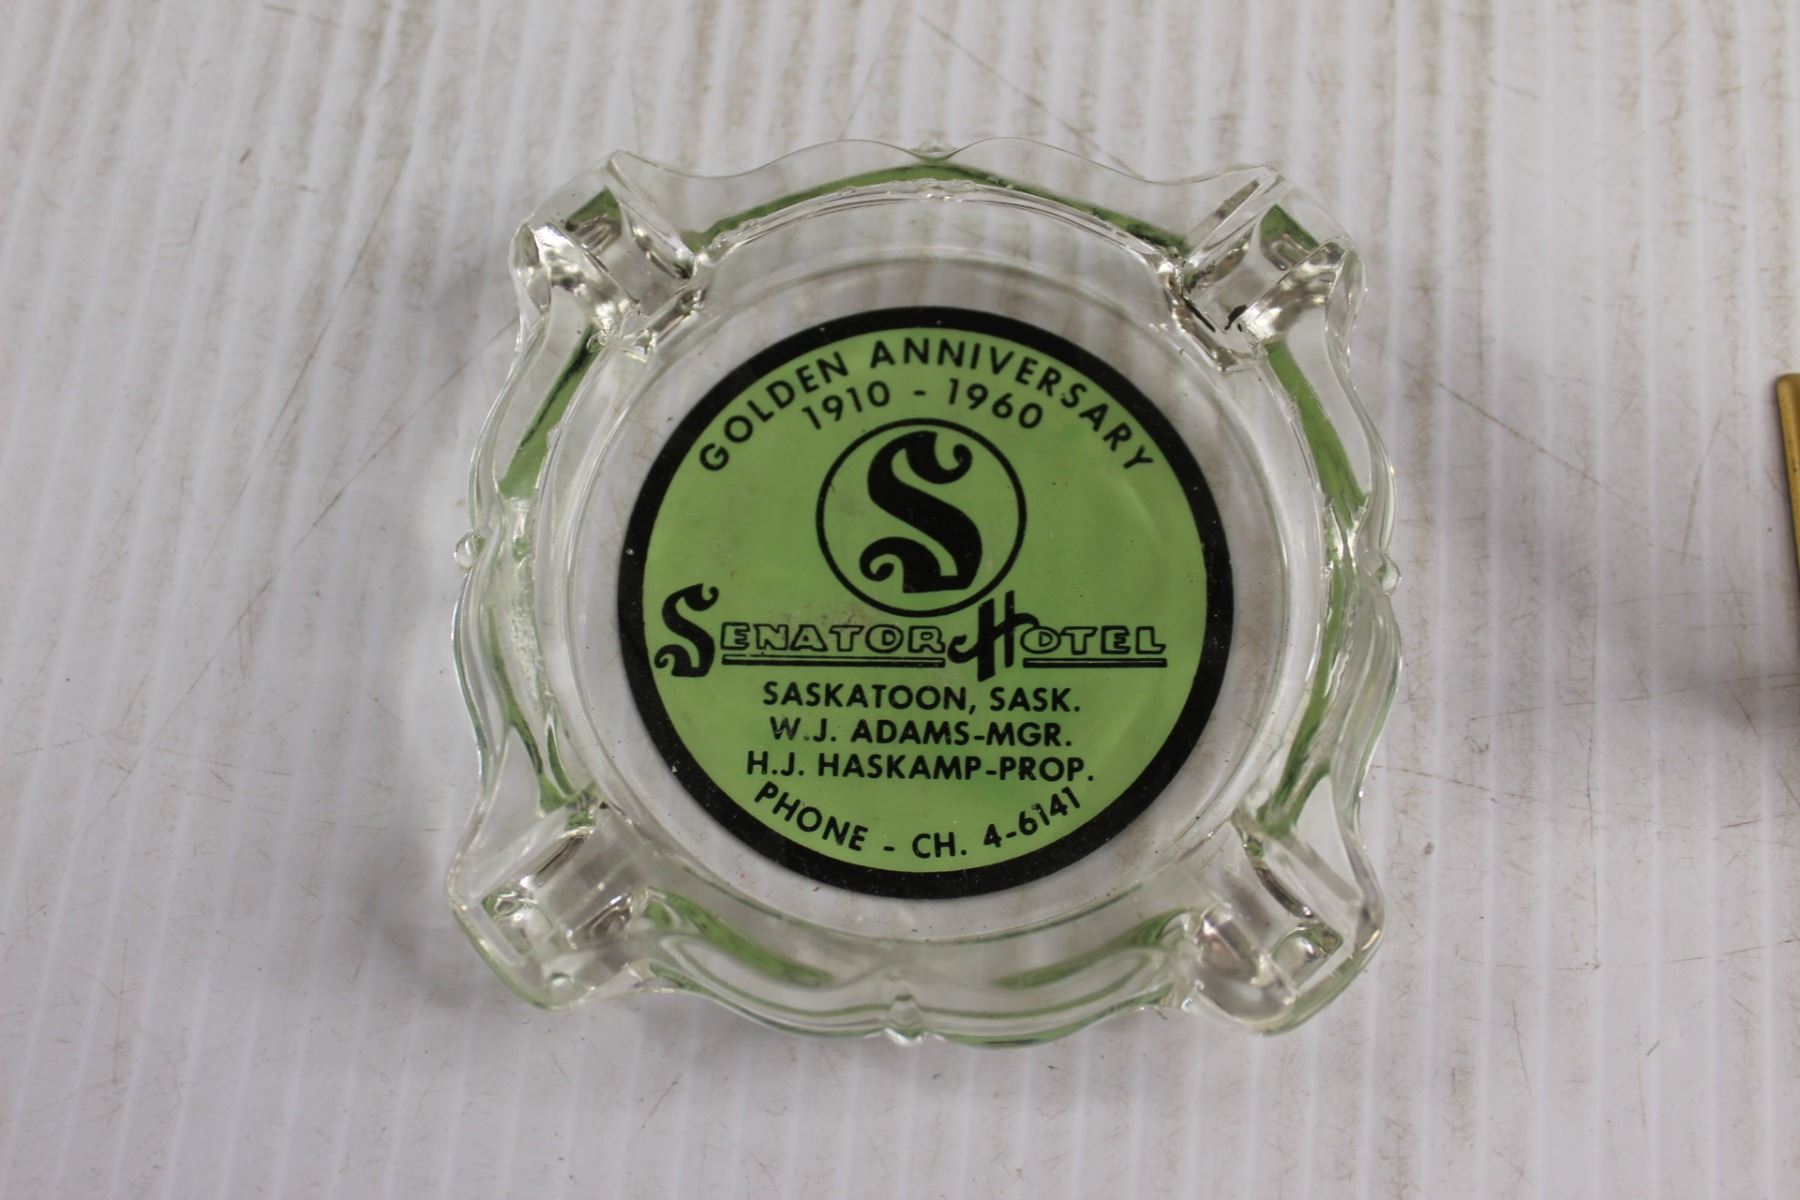 GOLDEN ANNIVERSARY
1910 - 1960
S
SENATOR HOTEL
SASKATOON, SASK.
W.J. ADAMS-MGR.
H.J. HASKAMP-PROP.
PHONE - CH. 4-6141